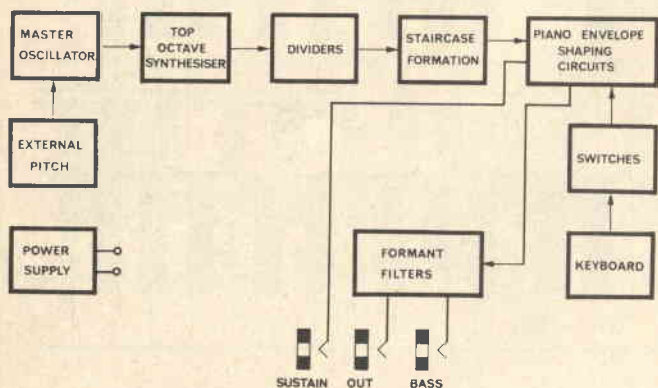 MASTER
OSCILLATOR
TOP
OCTAVE
SYNTHESISER
DIVIDERS
STAIRCASE
FORMATION
PIANO ENVELOPE
SHAPING
CIRCUITS
EXTERNAL
PITCH
SWITCHES
POWER
SUPPLY
FORMANT
FILTERS
KEYBOARD
SUSTAIN OUT BASS